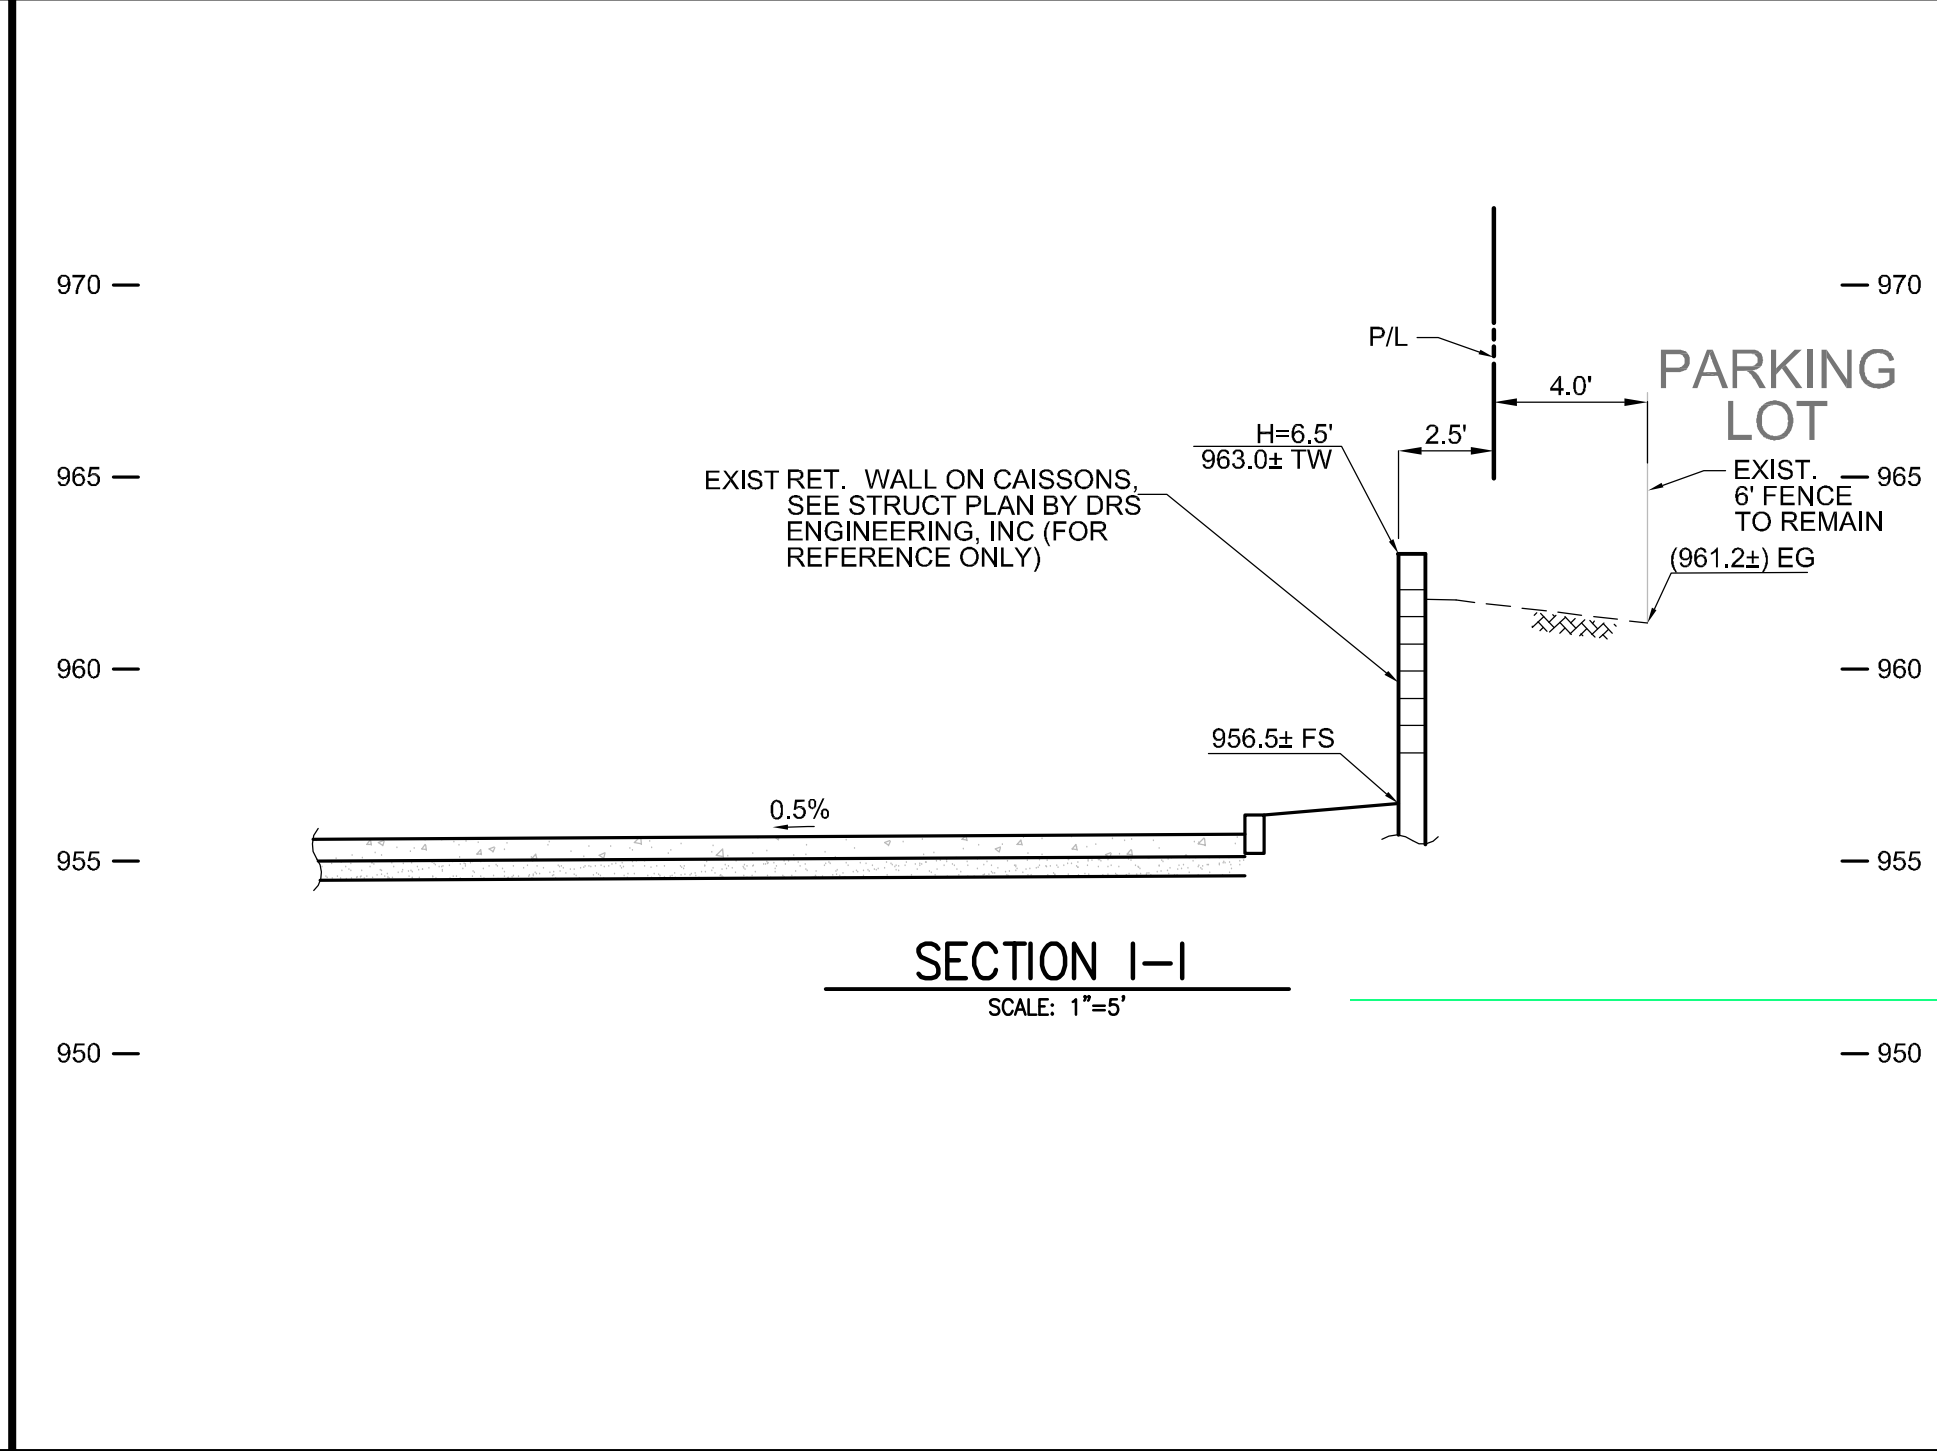 970
970
P/L
PARKING
LOT
4.0'
H=6.5'
963.0± TW
2.5'
965
EXIST RET. WALL ON CAISSONS,
SEE STRUCT PLAN BY DRS
ENGINEERING, INC (FOR
REFERENCE ONLY)
EXIST.
6' FENCE
TO REMAIN
965
(961.2±) EG
960
960
956.5± FS
0.5%
955
955
SECTION 1-1
SCALE: 1"=5'
950
950